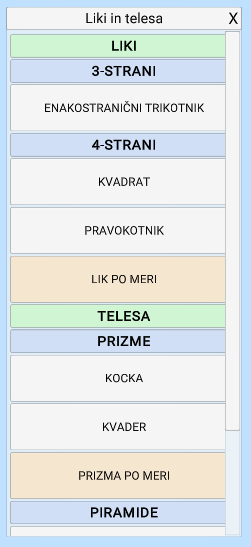 Liki in telesa X
LIKI
3-STRANI
ENAKOSTRANIČNI TRIKOTNIK
4-STRANI
KVADRAT
PRAVOKOTNIK
LIK PO MERI
TELESA
PRIZME
KOCKA
KVADER
PRIZMA PO MERI
PIRAMIDE